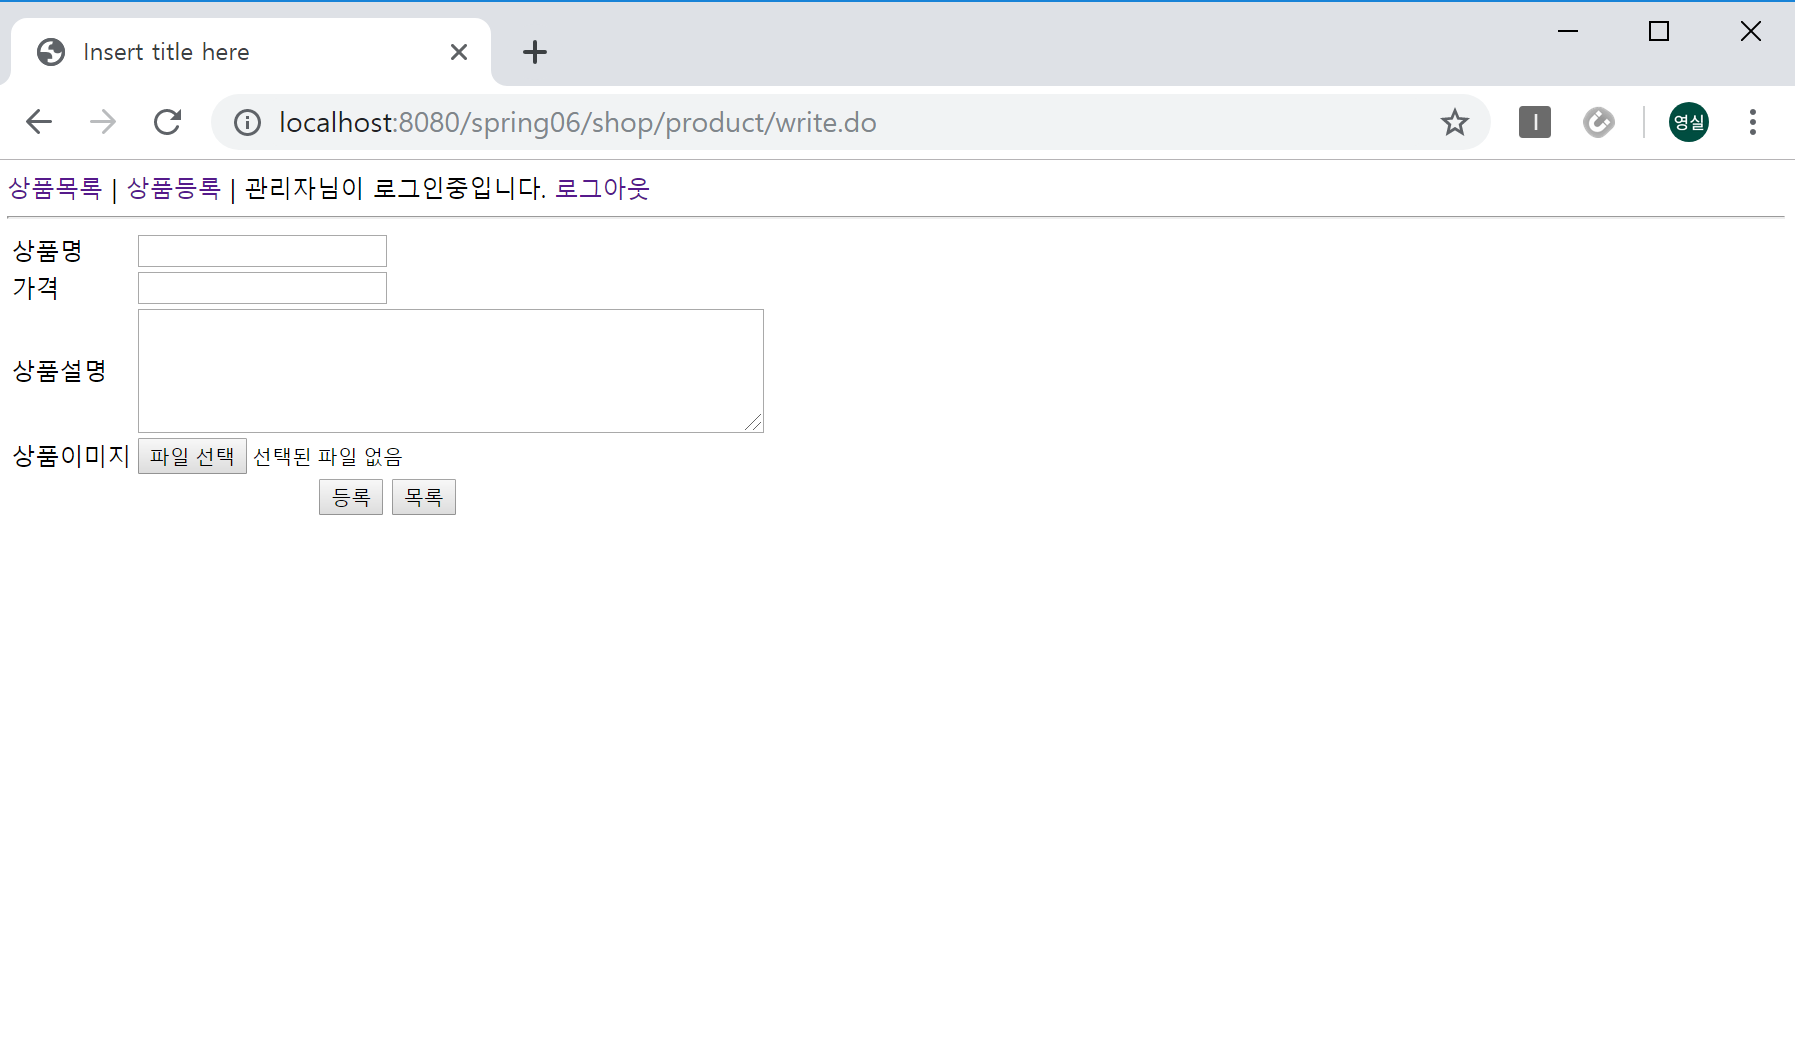 Insert title here
localhost:8080/spring06/shop/product/write.do
I
영실
상품목록 | 상품등록 | 관리자님이 로그인중입니다. 로그아웃
상품명
가격
상품설명
상품이미지 파일 선택 선택된 파일 없음
등록 목록